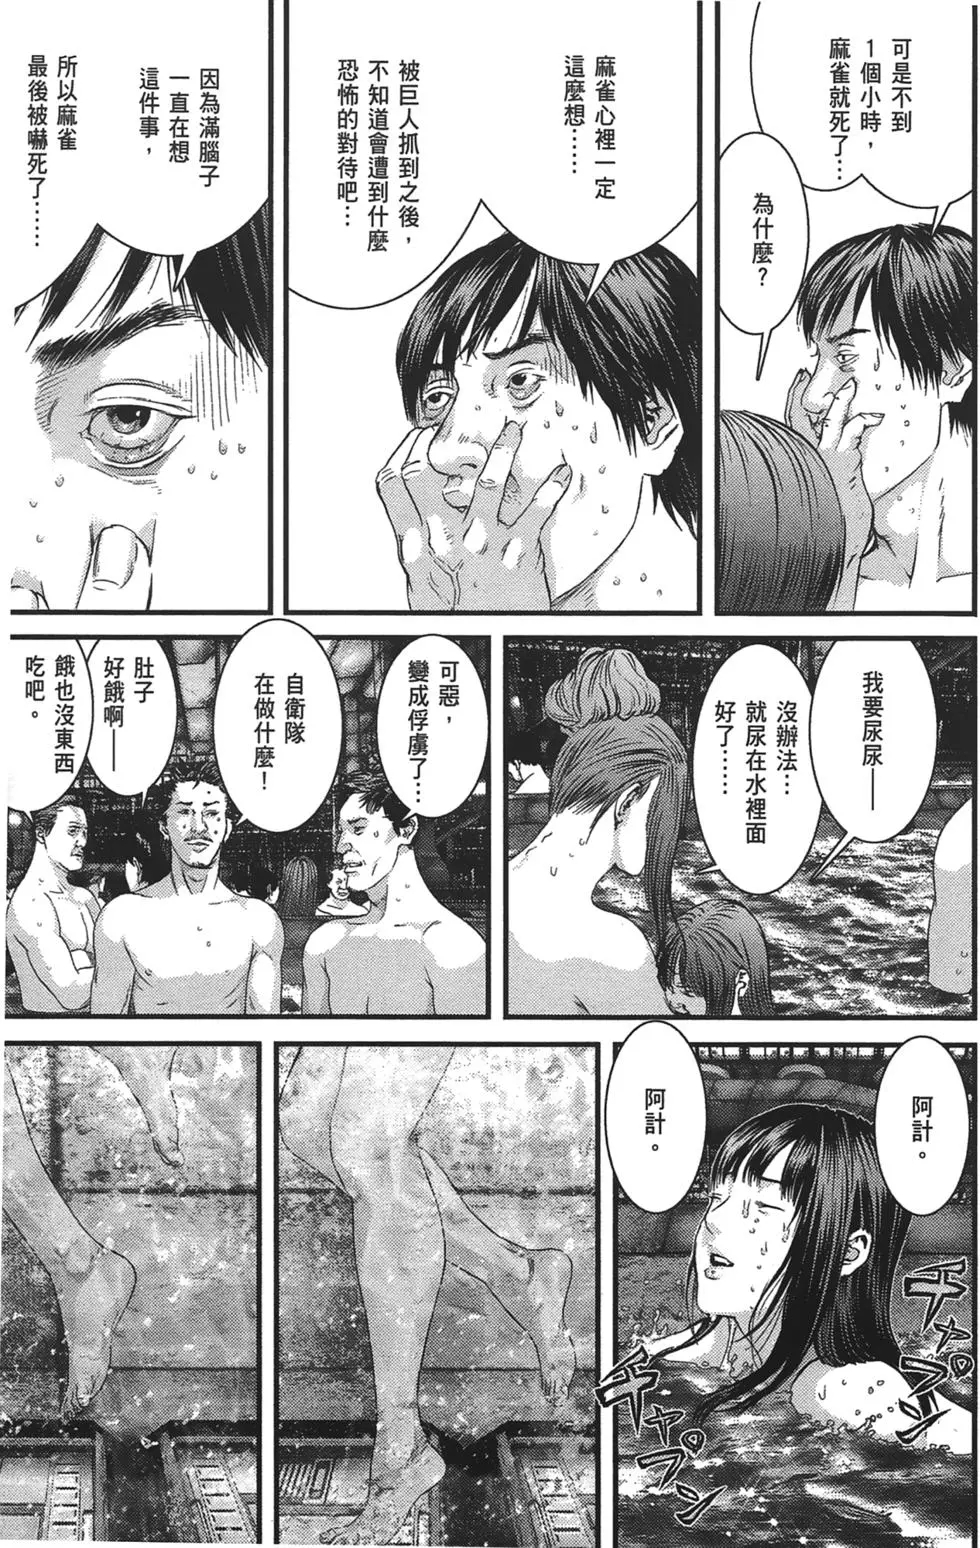 可是不到
1個小時，
麻雀就死了…
為什麼？
麻雀心裡一定
這麼想……
被巨人抓到之後，
不知道會遭到什麼
恐怖的對待吧…
因為滿腦子
一直在想
這件事，
所以麻雀
最後被嚇死了……
我要尿尿——
沒辦法…
就尿在水裡面
好了……
可惡，
變成俘虜了…
自衛隊
在做什麼！
肚子
好餓啊——
餓也沒東西
吃吧。
阿計。
チャプン
阿計。
チャプン